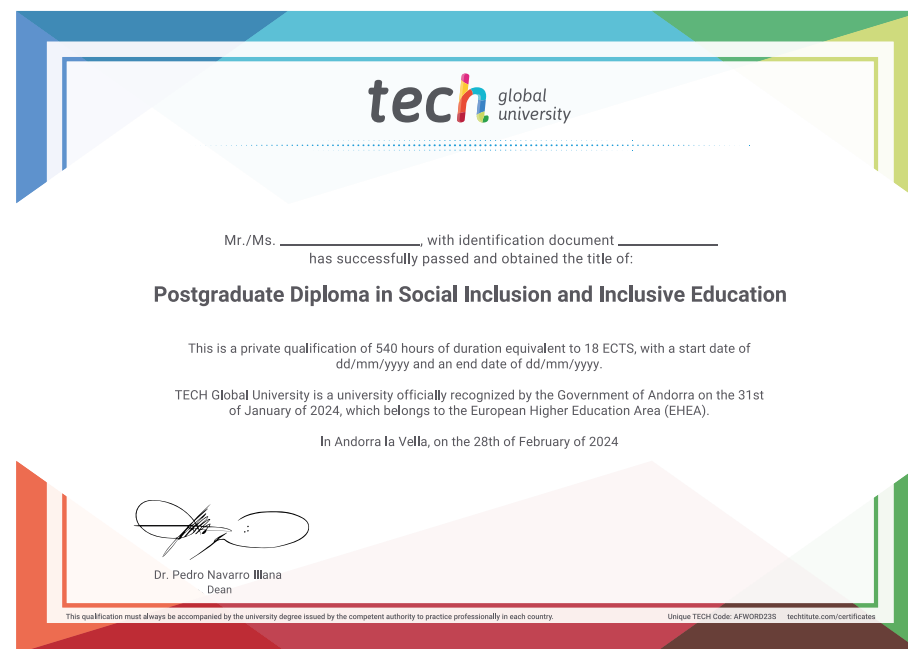 tech global university
Mr./Ms. ____________________, with identification document ______________
has successfully passed and obtained the title of:
Postgraduate Diploma in Social Inclusion and Inclusive Education
This is a private qualification of 540 hours of duration equivalent to 18 ECTS, with a start date of
dd/mm/yyyy and an end date of dd/mm/yyyy.
TECH Global University is a university officially recognized by the Government of Andorra on the 31st
of January of 2024, which belongs to the European Higher Education Area (EHEA).
In Andorra la Vella, on the 28th of February of 2024
Dr. Pedro Navarro Illana
Dean
This qualification must always be accompanied by the university degree issued by the competent authority to practice professionally in each country.
Unique TECH Code: AFWORD23S techtitute.com/certificates